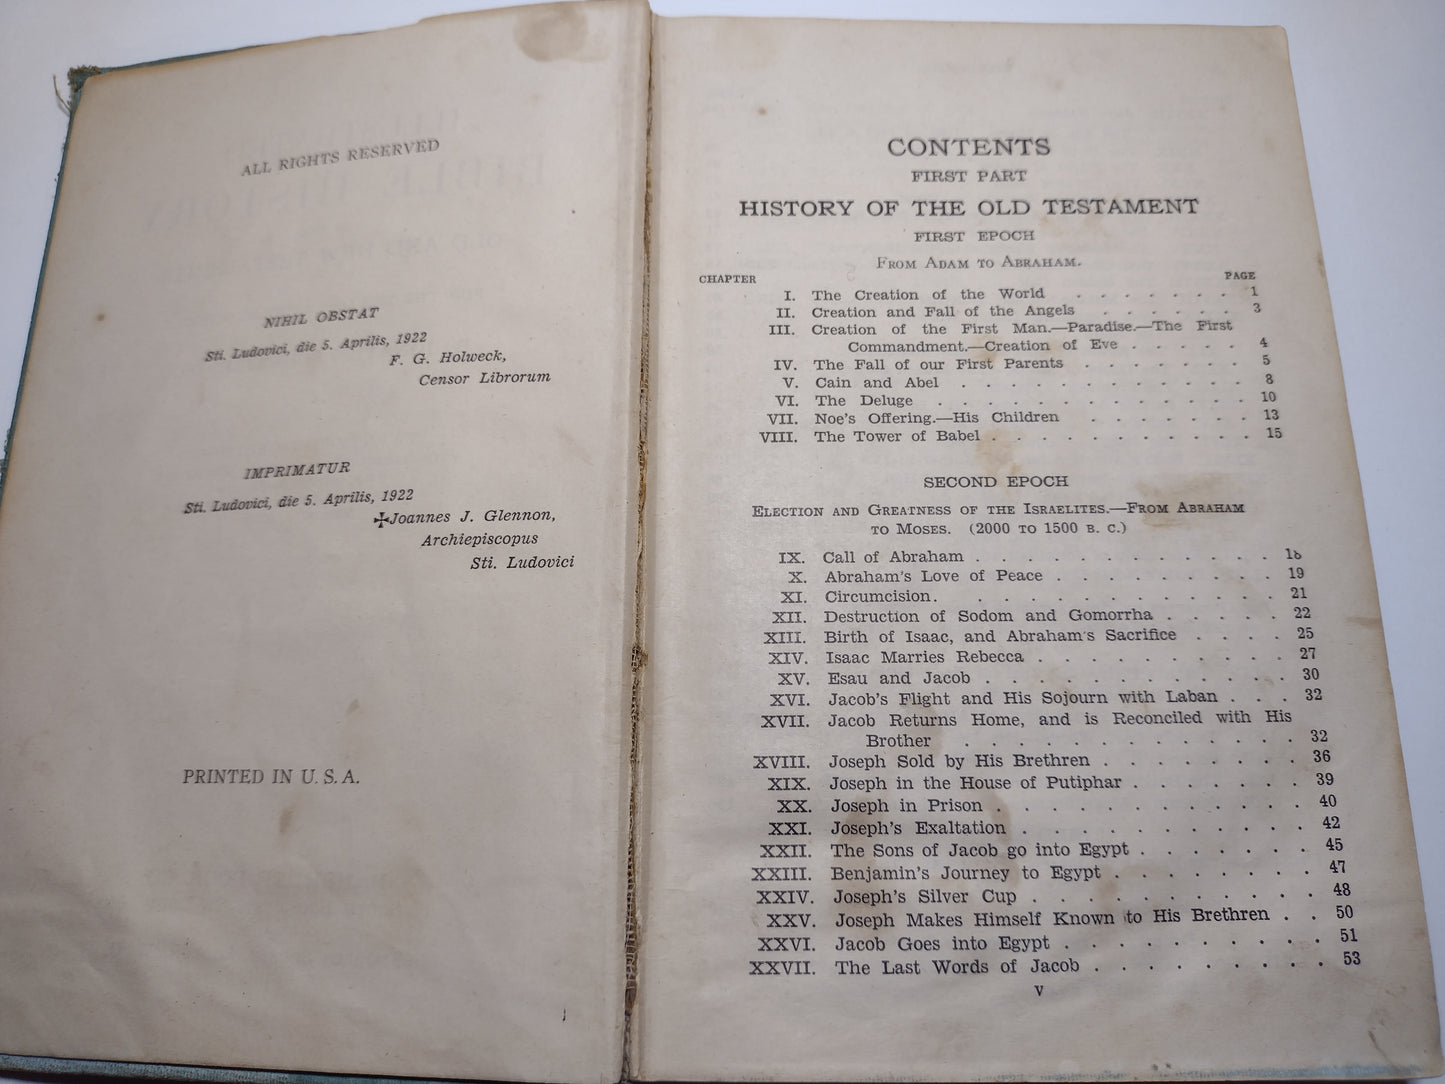 ALL RIGHTS RESERVED
NIHIL OBSTAT
Sti. Ludovici, die 5. Aprilis, 1922
F. G. Holweck,
Censor Librorum
IMPRIMATUR
Sti. Ludovici, die 5. Aprilis, 1922
✠Joannes J. Glennon,
Archiepiscopus
Sti. Ludovici
PRINTED IN U. S. A.
CONTENTS
FIRST PART
HISTORY OF THE OLD TESTAMENT
FIRST EPOCH
FROM ADAM TO ABRAHAM.
CHAPTER PAGE
I. The Creation of the World . . . . . . . 1
II. Creation and Fall of the Angels . . . . . . 3
III. Creation of the First Man.—Paradise.—The First
Commandment.—Creation of Eve . . . . . 4
IV. The Fall of our First Parents . . . . . . . 5
V. Cain and Abel . . . . . . . . . . . 8
VI. The Deluge . . . . . . . . . . . . 10
VII. Noe's Offering.—His Children . . . . . . . 13
VIII. The Tower of Babel . . . . . . . . . . . 15
SECOND EPOCH
ELECTION AND GREATNESS OF THE ISRAELITES.—FROM ABRAHAM
TO MOSES. (2000 TO 1500 B. C.)
IX. Call of Abraham . . . . . . . . . . . . 18
X. Abraham's Love of Peace . . . . . . . . . 19
XI. Circumcision. . . . . . . . . . . . . 21
XII. Destruction of Sodom and Gomorrha . . . . . 22
XIII. Birth of Isaac, and Abraham's Sacrifice . . . . 25
XIV. Isaac Marries Rebecca . . . . . . . . . . 27
XV. Esau and Jacob . . . . . . . . . . . . 30
XVI. Jacob's Flight and His Sojourn with Laban . . . 32
XVII. Jacob Returns Home, and is Reconciled with His
Brother . . . . . . . . . . . . . 32
XVIII. Joseph Sold by His Brethren . . . . . . . . 36
XIX. Joseph in the House of Putiphar . . . . . . . 39
XX. Joseph in Prison . . . . . . . . . . . . 40
XXI. Joseph's Exaltation . . . . . . . . . . . 42
XXII. The Sons of Jacob go into Egypt . . . . . . . 45
XXIII. Benjamin's Journey to Egypt . . . . . . . . 47
XXIV. Joseph's Silver Cup . . . . . . . . . . . 48
XXV. Joseph Makes Himself Known to His Brethren . . 50
XXVI. Jacob Goes into Egypt . . . . . . . . . . 51
XXVII. The Last Words of Jacob . . . . . . . . . 53
V